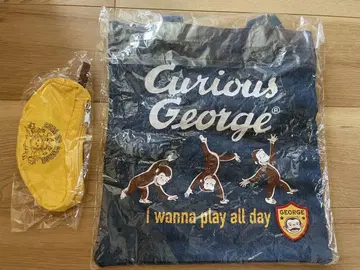 Curious
George®
I wanna play all day
GEORGE